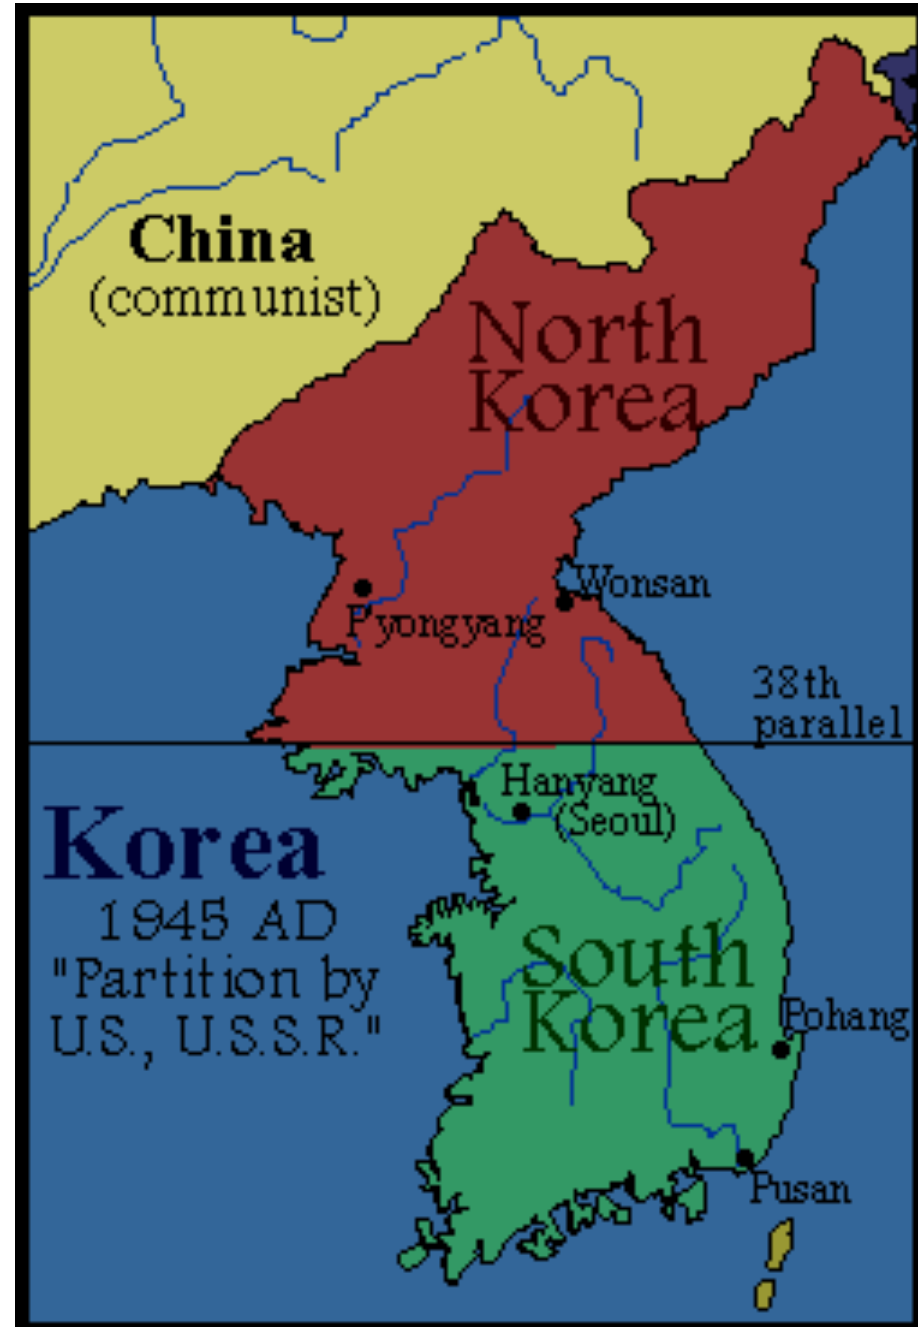 China
(communist)
North
Korea
Wonsan
Pyongyang
38th
parallel
Hanyang
(Seoul)
Korea
1945 AD
"Partition by
U.S., U.S.S.R."
South
Korea
Pohang
Pusan